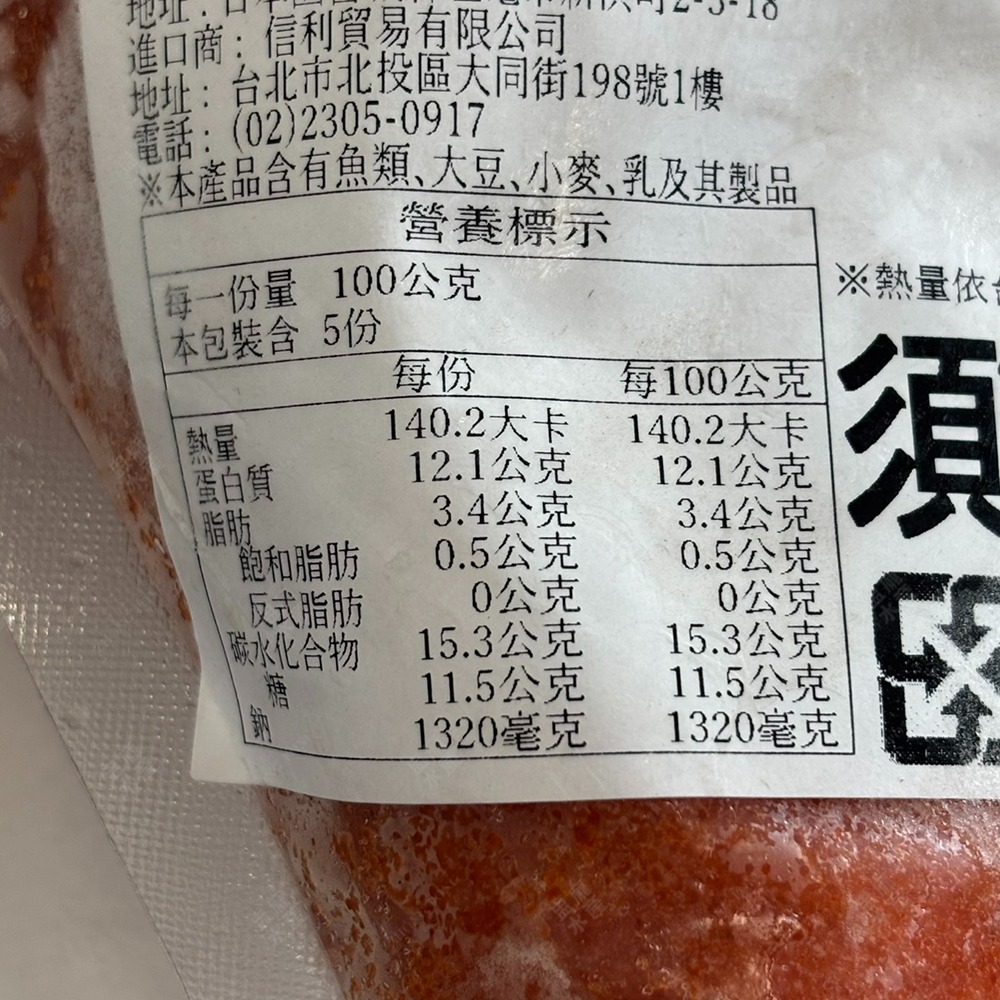 進口商：信利貿易有限公司
地址：台北市北投區大同街198號1樓
電話：(02)2305-0917
※本產品含有魚類、大豆、小麥、乳及其製品
營養標示
每一份量 100公克
本包裝含 5份
每份 每100公克
熱量 140.2大卡 140.2大卡
蛋白質 12.1公克 12.1公克
脂肪 3.4公克 3.4公克
飽和脂肪 0.5公克 0.5公克
反式脂肪 0公克 0公克
碳水化合物 15.3公克 15.3公克
糖 11.5公克 11.5公克
鈉 1320毫克 1320毫克
※熱量依
須